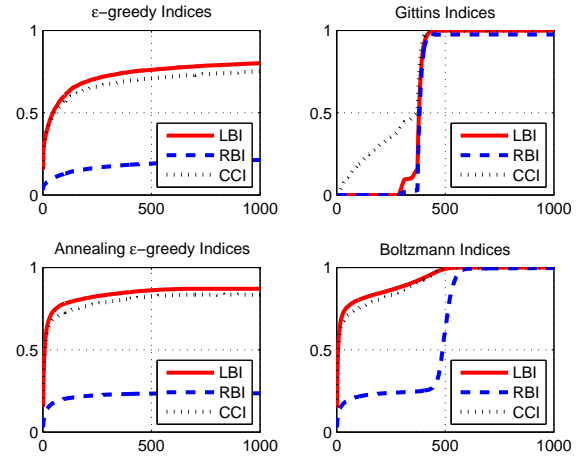 ε−greedy Indices
1
0.5
0
0 500 1000
LBI
RBI
CCI
Gittins Indices
1
0.5
0
0 500 1000
LBI
RBI
CCI
Annealing ε−greedy Indices
1
0.5
0
0 500 1000
LBI
RBI
CCI
Boltzmann Indices
1
0.5
0
0 500 1000
LBI
RBI
CCI